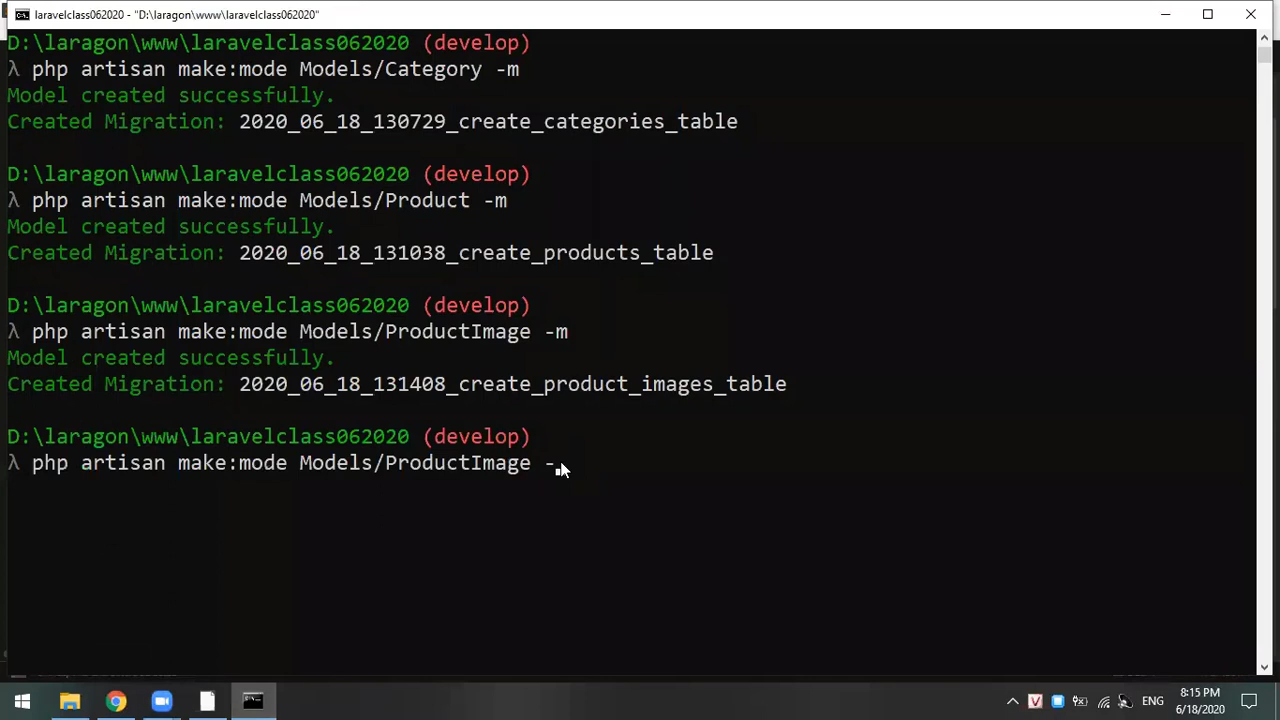 laravelclass062020 - "D:\laragon\www\laravelclass062020"
D:\laragon\www\laravelclass062020 (develop)
λ php artisan make:mode Models/Category -m
Model created successfully.
Created Migration: 2020_06_18_130729_create_categories_table
D:\laragon\www\laravelclass062020 (develop)
λ php artisan make:mode Models/Product -m
Model created successfully.
Created Migration: 2020_06_18_131038_create_products_table
D:\laragon\www\laravelclass062020 (develop)
λ php artisan make:mode Models/ProductImage -m
Model created successfully.
Created Migration: 2020_06_18_131408_create_product_images_table
D:\laragon\www\laravelclass062020 (develop)
λ php artisan make:mode Models/ProductImage -
V
ENG
8:15 PM
6/18/2020